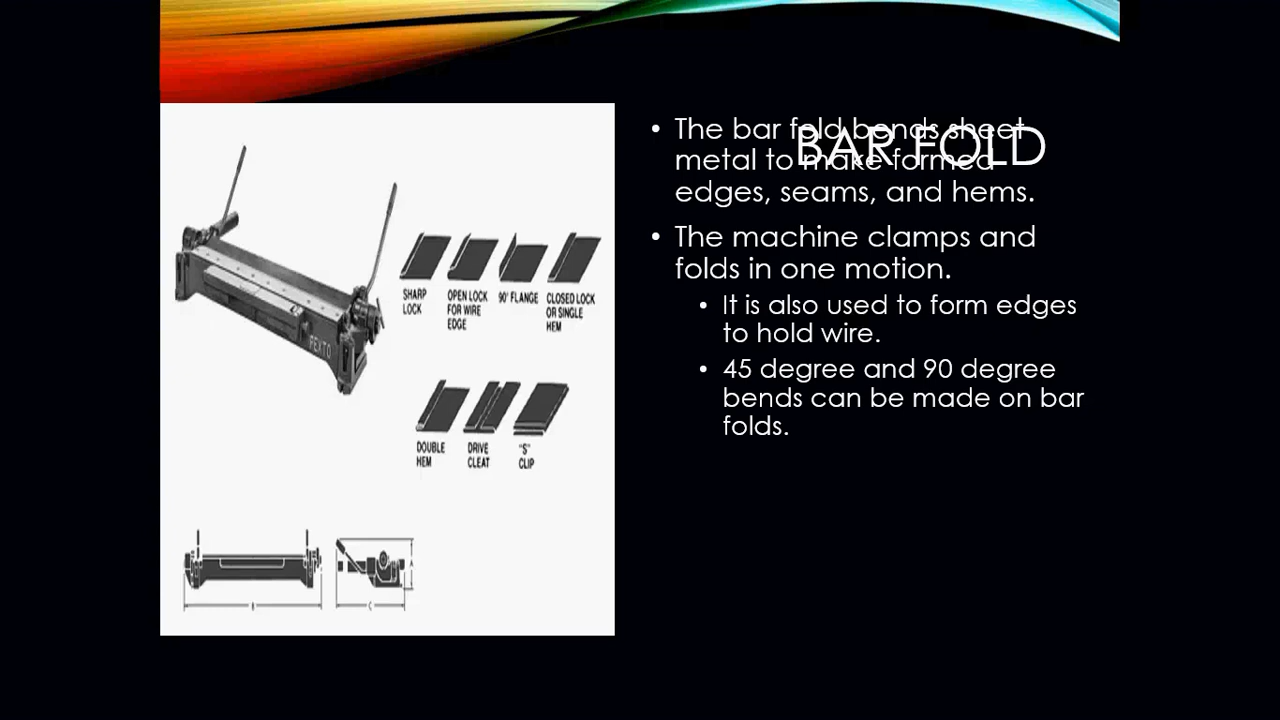 BAR FOLD
• The bar fold bends sheet
metal to make formed
edges, seams, and hems.
• The machine clamps and
folds in one motion.
• It is also used to form edges
to hold wire.
• 45 degree and 90 degree
bends can be made on bar
folds.
PEXTO
SHARP
LOCK
OPEN LOCK
FOR WIRE
EDGE
90° FLANGE
CLOSED LOCK
OR SINGLE
HEM
DOUBLE
HEM
DRIVE
CLEAT
"S"
CLIP
C